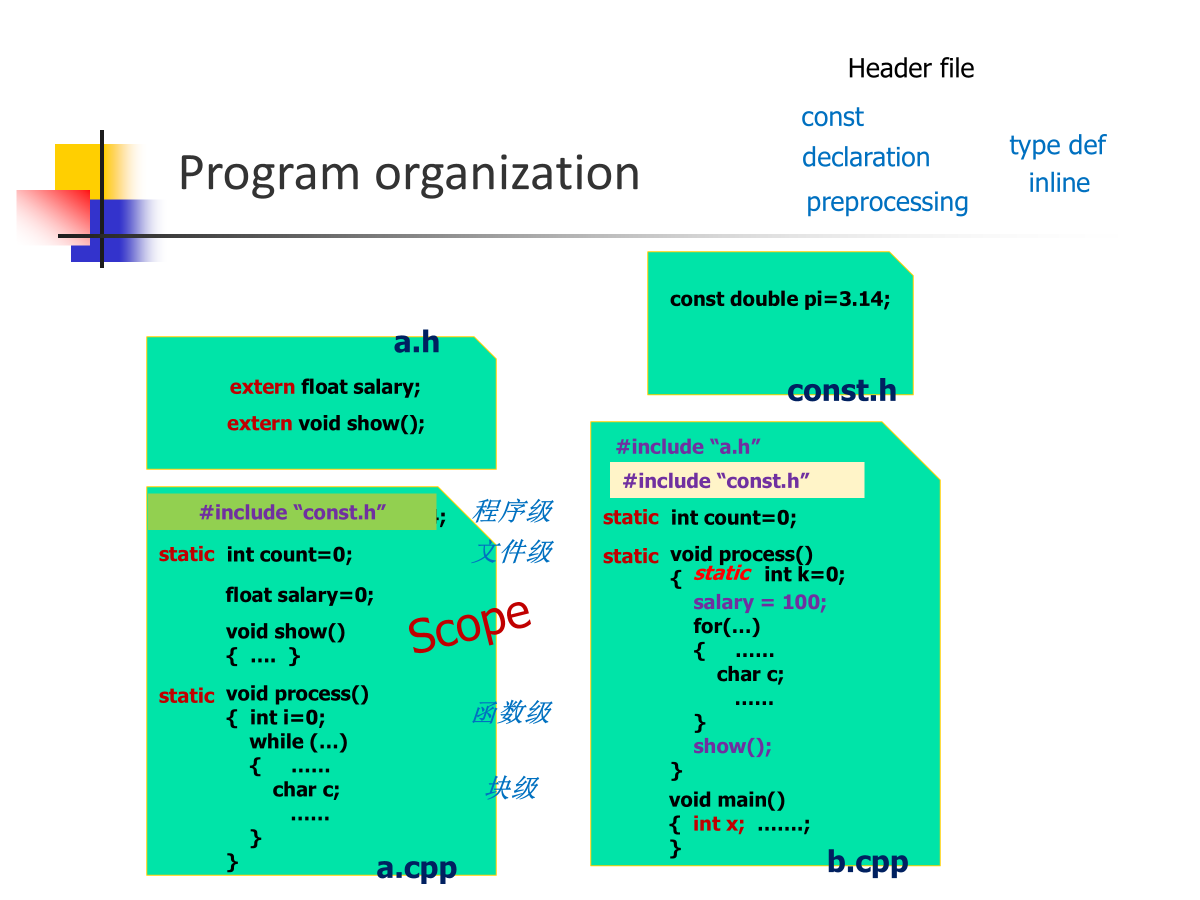 Header file
const
declaration
preprocessing
type def
inline
Program organization
a.h
extern float salary;
extern void show();
const double pi=3.14;
const.h
#include “const.h”
;
static int count=0;
float salary=0;
void show()
{ .... }
static void process()
{ int i=0;
while (…)
{ ……
char c;
……
}
}
a.cpp
程序级
文件级
Scope
函数级
块级
#include “a.h”
#include “const.h”
static int count=0;
static void process()
{ static int k=0;
salary = 100;
for(…)
{ ……
char c;
……
}
show();
}
void main()
{ int x; …….;
}
b.cpp